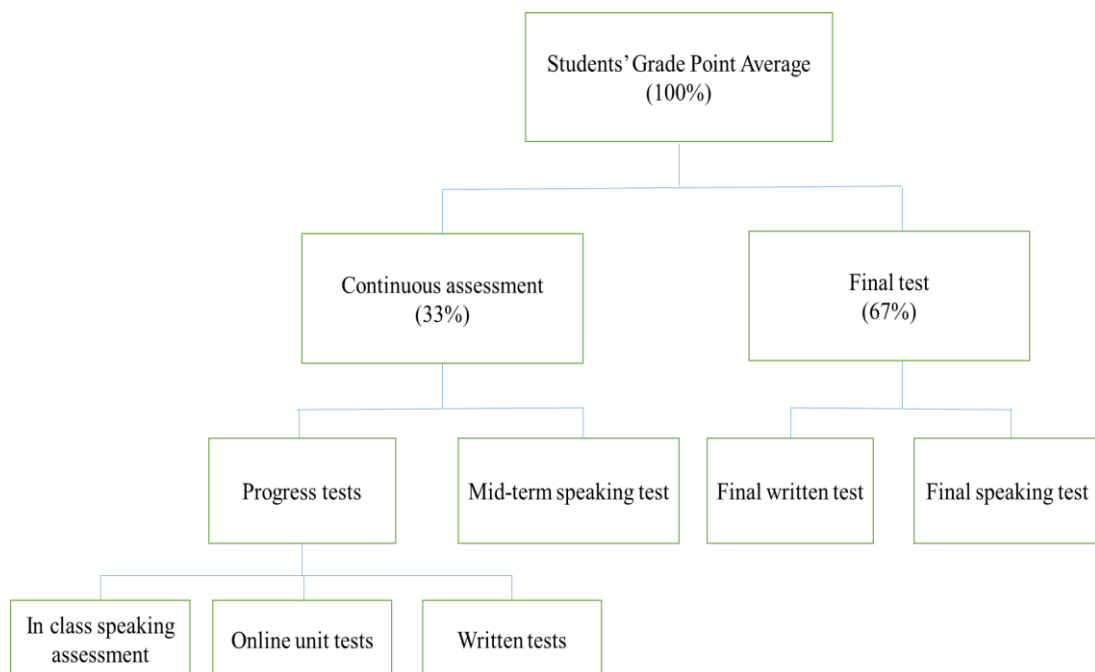 Students’ Grade Point Average
(100%)
Continuous assessment
(33%)
Final test
(67%)
Progress tests
Mid-term speaking test
Final written test
Final speaking test
In class speaking
assessment
Online unit tests
Written tests